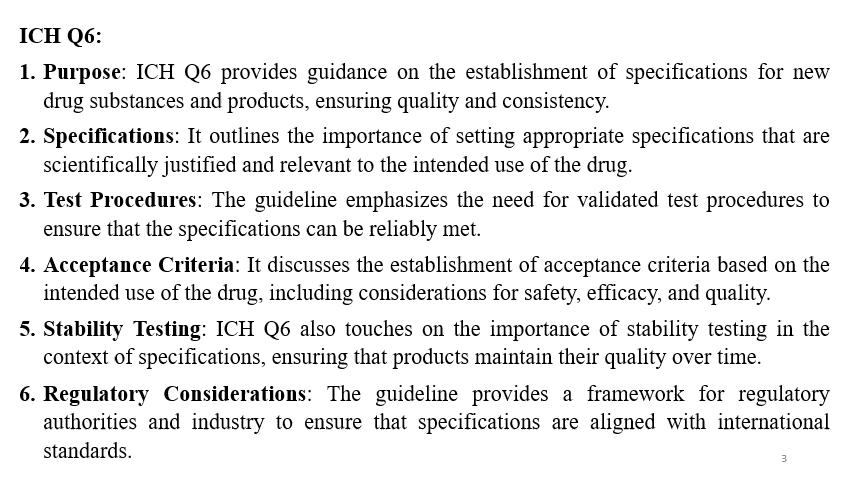 ICH Q6:
1. Purpose: ICH Q6 provides guidance on the establishment of specifications for new
drug substances and products, ensuring quality and consistency.
2. Specifications: It outlines the importance of setting appropriate specifications that are
scientifically justified and relevant to the intended use of the drug.
3. Test Procedures: The guideline emphasizes the need for validated test procedures to
ensure that the specifications can be reliably met.
4. Acceptance Criteria: It discusses the establishment of acceptance criteria based on the
intended use of the drug, including considerations for safety, efficacy, and quality.
5. Stability Testing: ICH Q6 also touches on the importance of stability testing in the
context of specifications, ensuring that products maintain their quality over time.
6. Regulatory Considerations: The guideline provides a framework for regulatory
authorities and industry to ensure that specifications are aligned with international
standards.
3